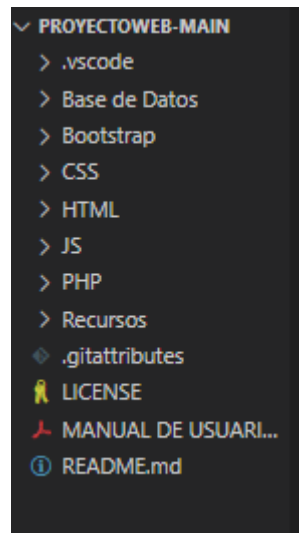 PROYECTOWEB-MAIN
.vscode
Base de Datos
Bootstrap
CSS
HTML
JS
PHP
Recursos
.gitattributes
LICENSE
MANUAL DE USUARI...
README.md